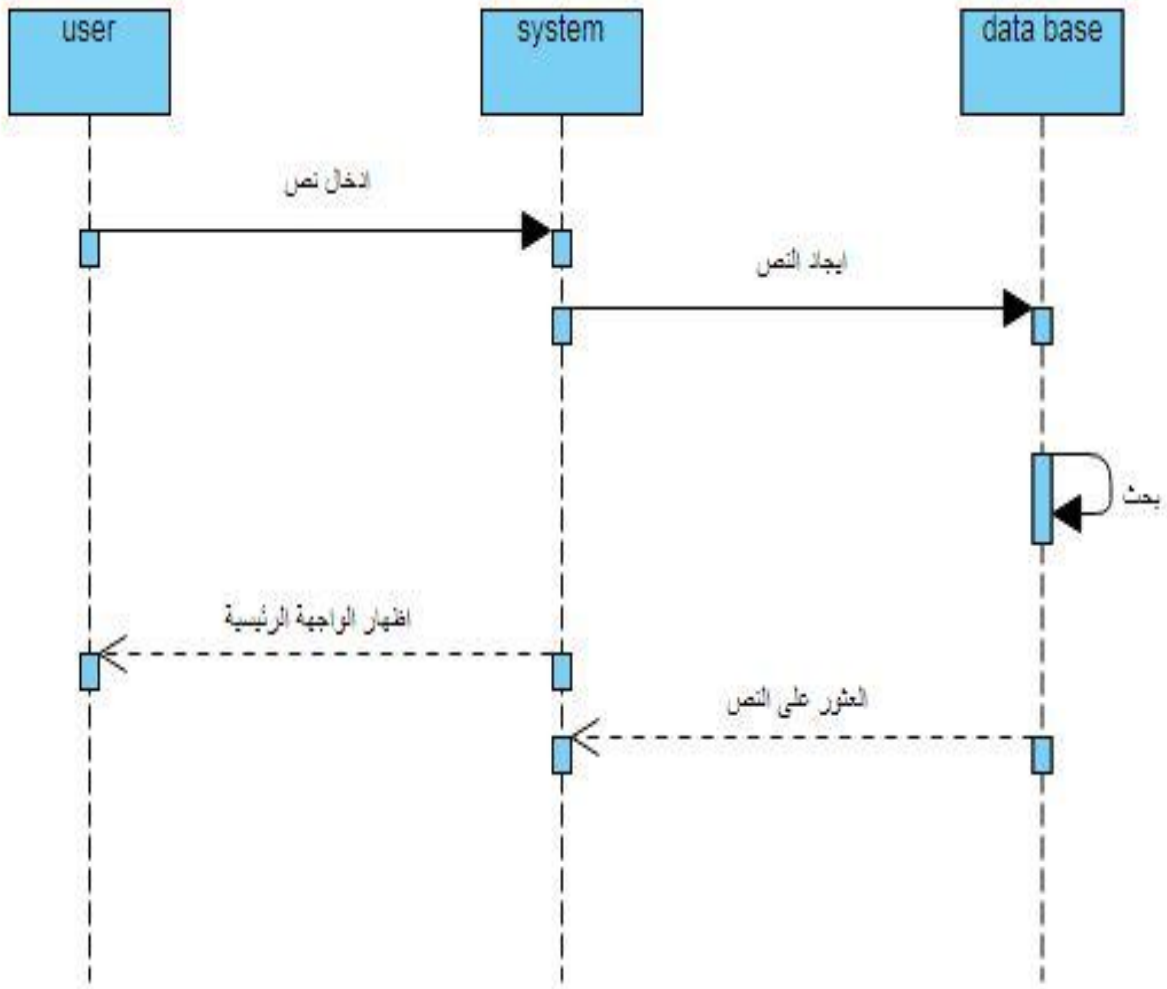 user
system
data base
ادخال نص
ايجاد النص
بحث
اظهار الواجهة الرئيسية
العثور على النص